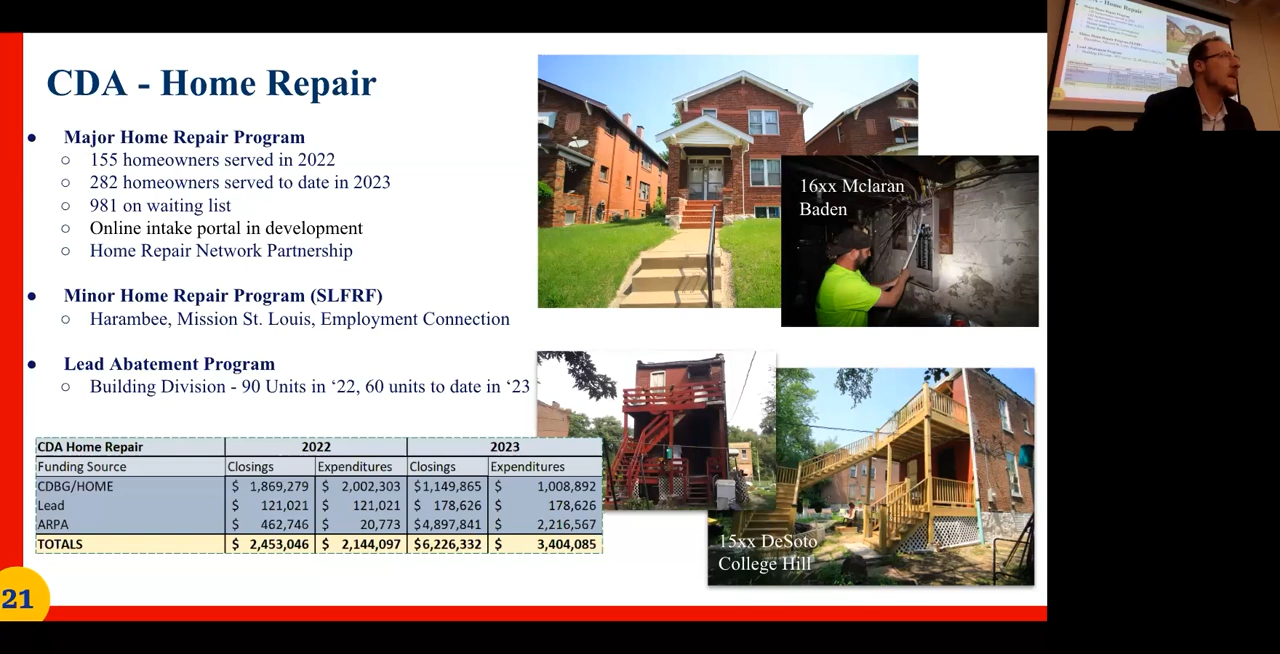 CDA - Home Repair
● Major Home Repair Program
○ 155 homeowners served in 2022
○ 282 homeowners served to date in 2023
○ 981 on waiting list
○ Online intake portal in development
○ Home Repair Network Partnership
● Minor Home Repair Program (SLFRF)
○ Harambee, Mission St. Louis, Employment Connection
● Lead Abatement Program
○ Building Division - 90 Units in ‘22, 60 units to date in ‘23
CDA Home Repair 2022 2023
Funding Source Closings Expenditures Closings Expenditures
CDBG/HOME $ 1,869,279 $ 2,002,303 $1,149,865 $ 1,008,892
Lead $ 121,021 $ 121,021 $ 178,626 $ 178,626
ARPA $ 462,746 $ 20,773 $4,897,841 $ 2,216,567
TOTALS $ 2,453,046 $ 2,144,097 $6,226,332 $ 3,404,085
16xx Mclaran
Baden
15xx DeSoto
College Hill
21
Home Repair